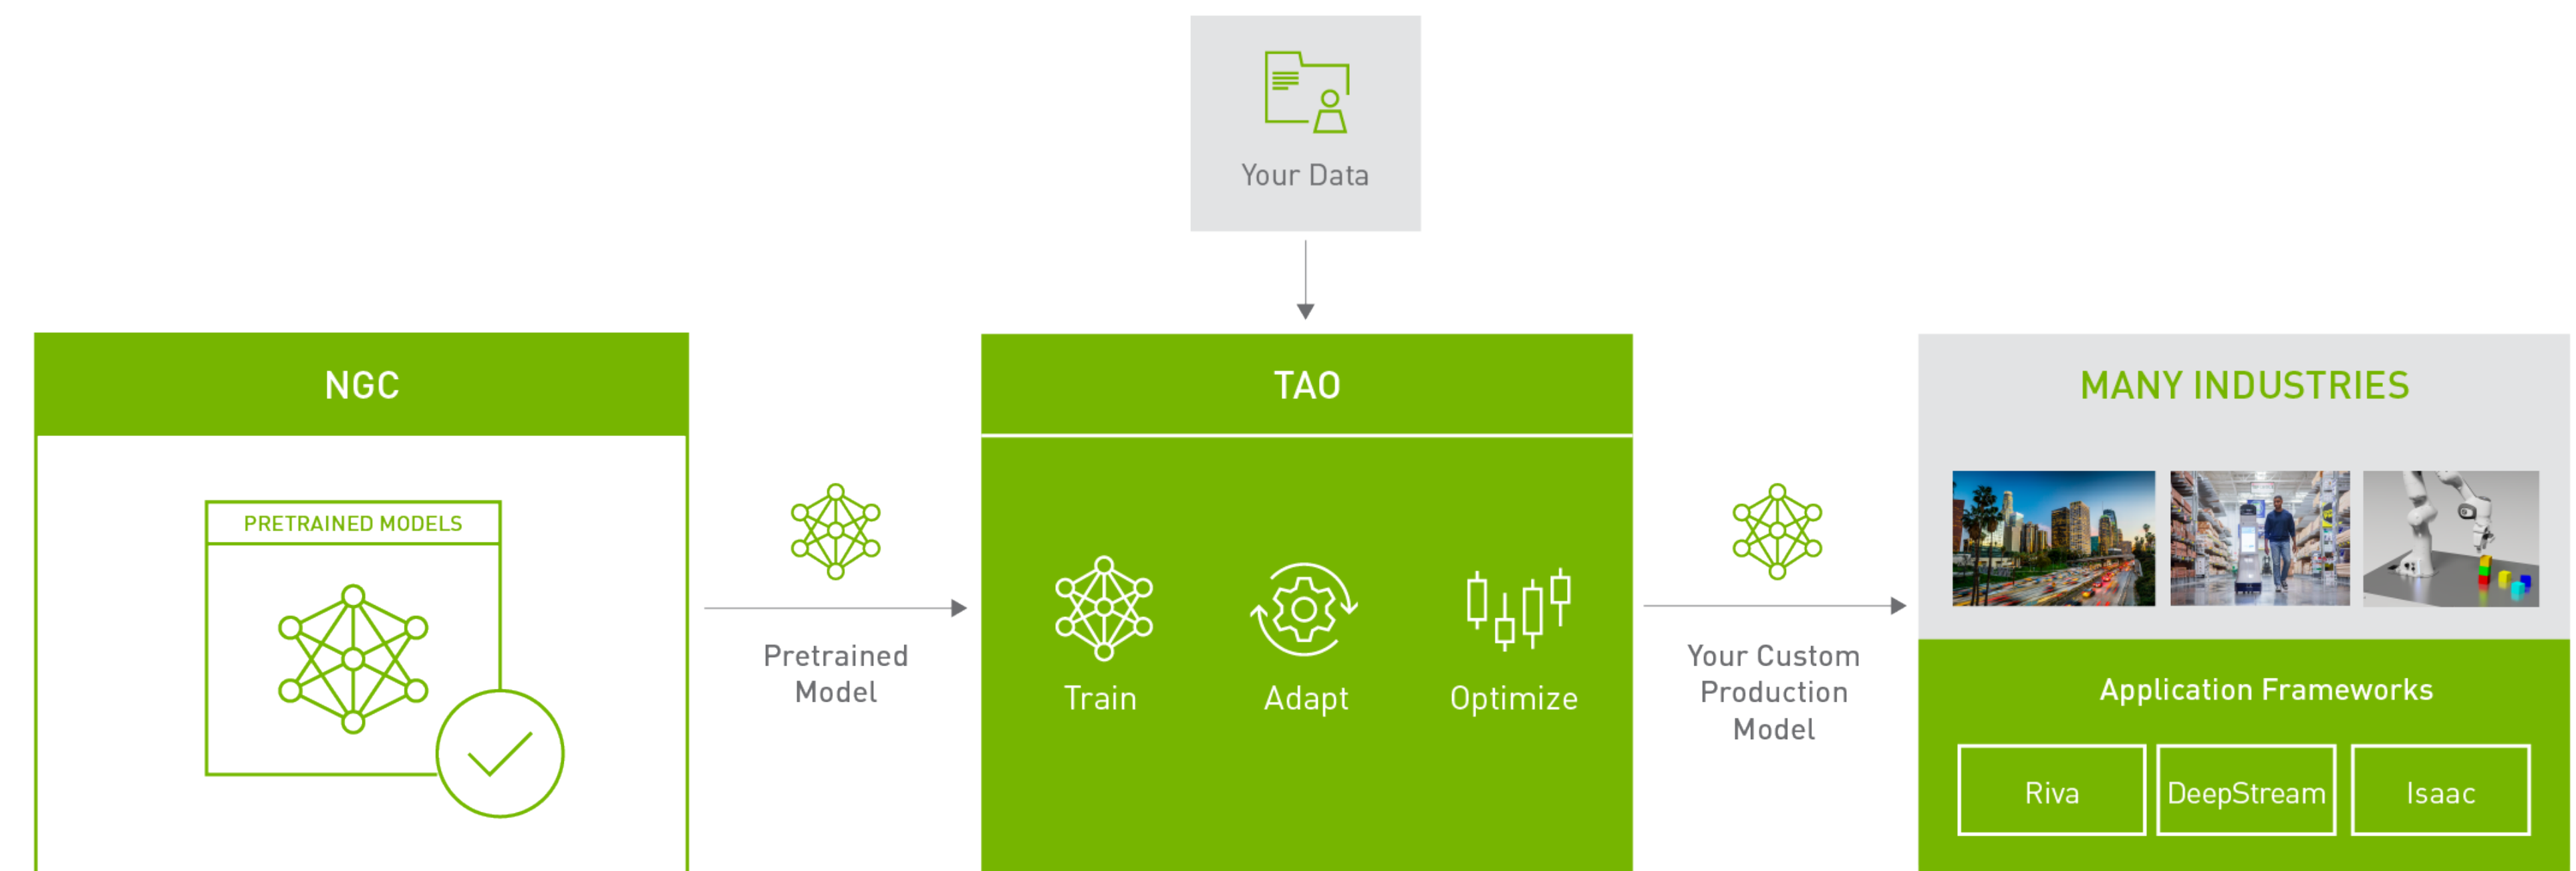 Your Data
NGC
PRETRAINED MODELS
Pretrained
Model
TAO
Train
Adapt
Optimize
Your Custom
Production
Model
MANY INDUSTRIES
Application Frameworks
Riva
DeepStream
Isaac